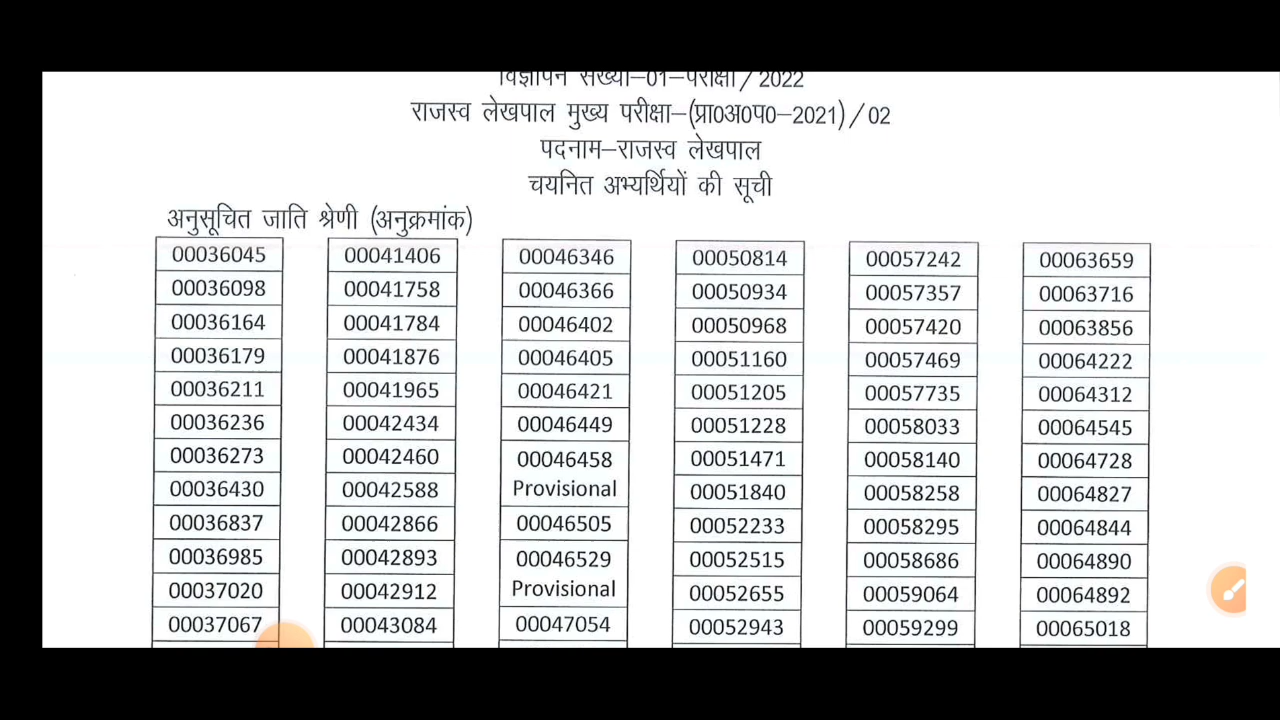 विज्ञापन संख्या–01–परीक्षा/2022
राजस्व लेखपाल मुख्य परीक्षा–(प्रा0अ0प0–2021)/02
पदनाम–राजस्व लेखपाल
चयनित अभ्यर्थियों की सूची
अनुसूचित जाति श्रेणी (अनुक्रमांक)
00036045 00041406 00046346 00050814 00057242 00063659
00036098 00041758 00046366 00050934 00057357 00063716
00036164 00041784 00046402 00050968 00057420 00063856
00036179 00041876 00046405 00051160 00057469 00064222
00036211 00041965 00046421 00051205 00057735 00064312
00036236 00042434 00046449 00051228 00058033 00064545
00036273 00042460 00046458 00051471 00058140 00064728
00036430 00042588 Provisional 00051840 00058258 00064827
00036837 00042866 00046505 00052233 00058295 00064844
00036985 00042893 00046529 00052515 00058686 00064890
00037020 00042912 Provisional 00052655 00059064 00064892
00037067 00043084 00047054 00052943 00059299 00065018